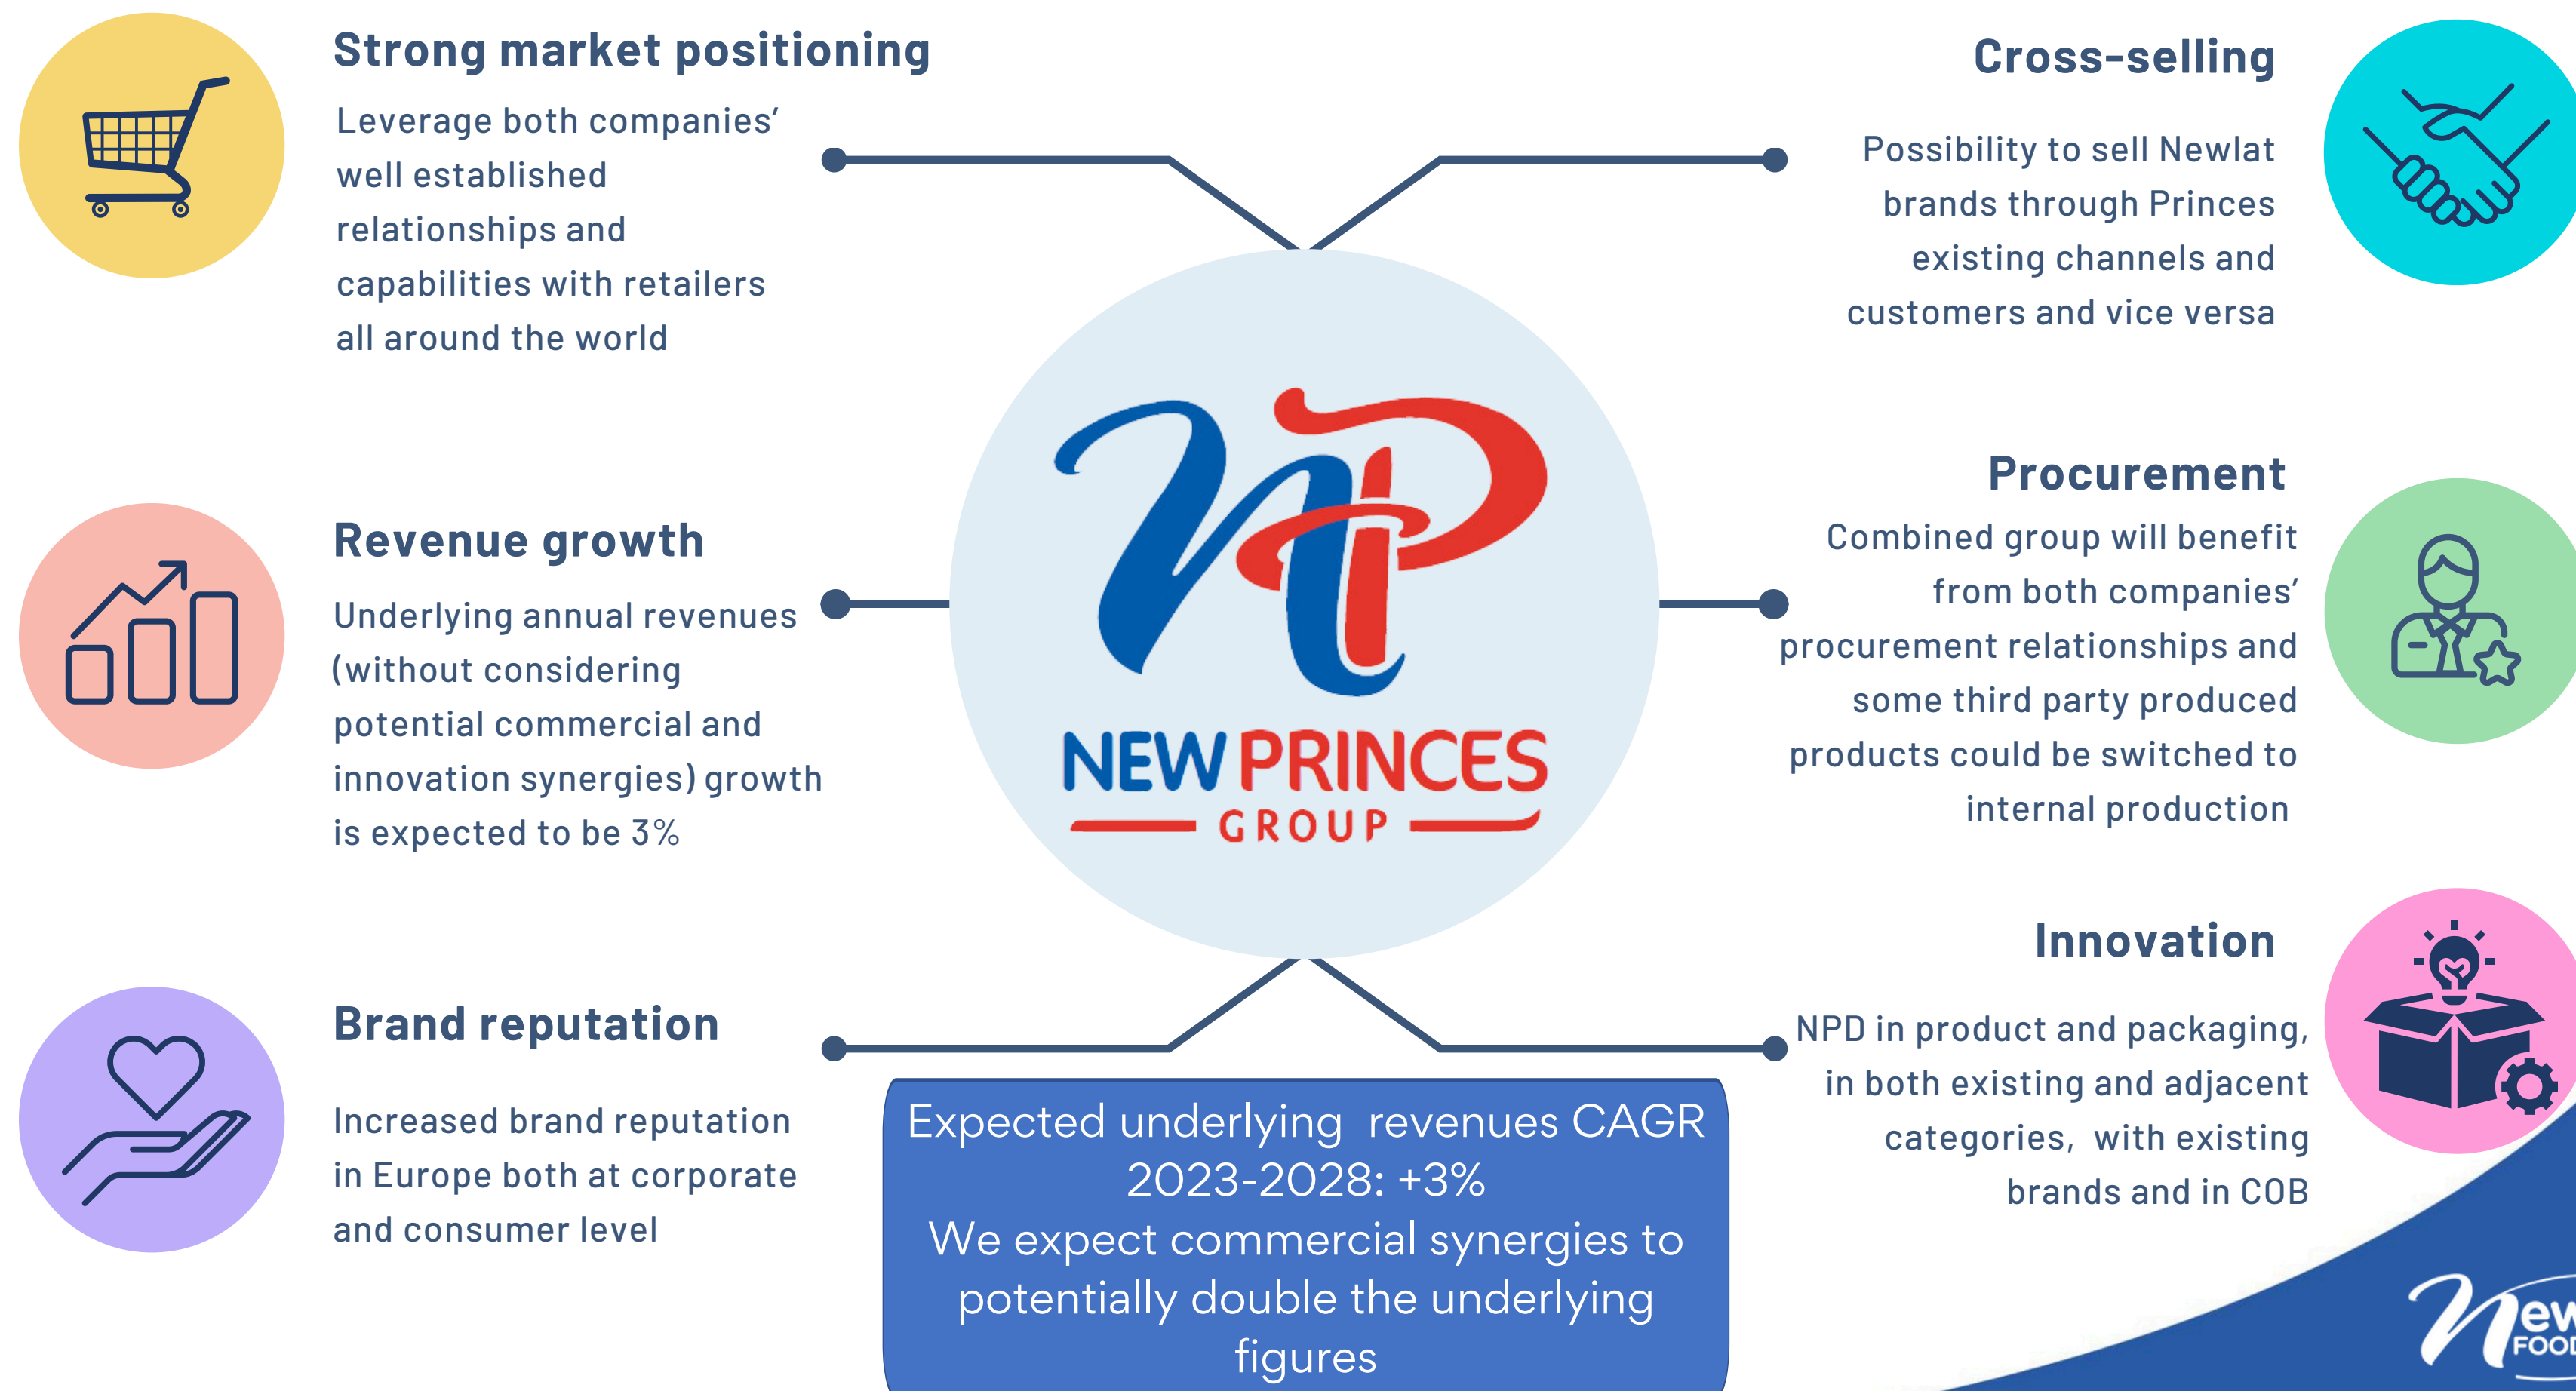 Strong market positioning
Leverage both companies’
well established
relationships and
capabilities with retailers
all around the world
Revenue growth
Underlying annual revenues
(without considering
potential commercial and
innovation synergies) growth
is expected to be 3%
Brand reputation
Increased brand reputation
in Europe both at corporate
and consumer level
NP
NEW PRINCES
GROUP
Expected underlying revenues CAGR
2023-2028: +3%
We expect commercial synergies to
potentially double the underlying
figures
Cross-selling
Possibility to sell Newlat
brands through Princes
existing channels and
customers and vice versa
Procurement
Combined group will benefit
from both companies’
procurement relationships and
some third party produced
products could be switched to
internal production
Innovation
NPD in product and packaging,
in both existing and adjacent
categories, with existing
brands and in COB
New
FOOD